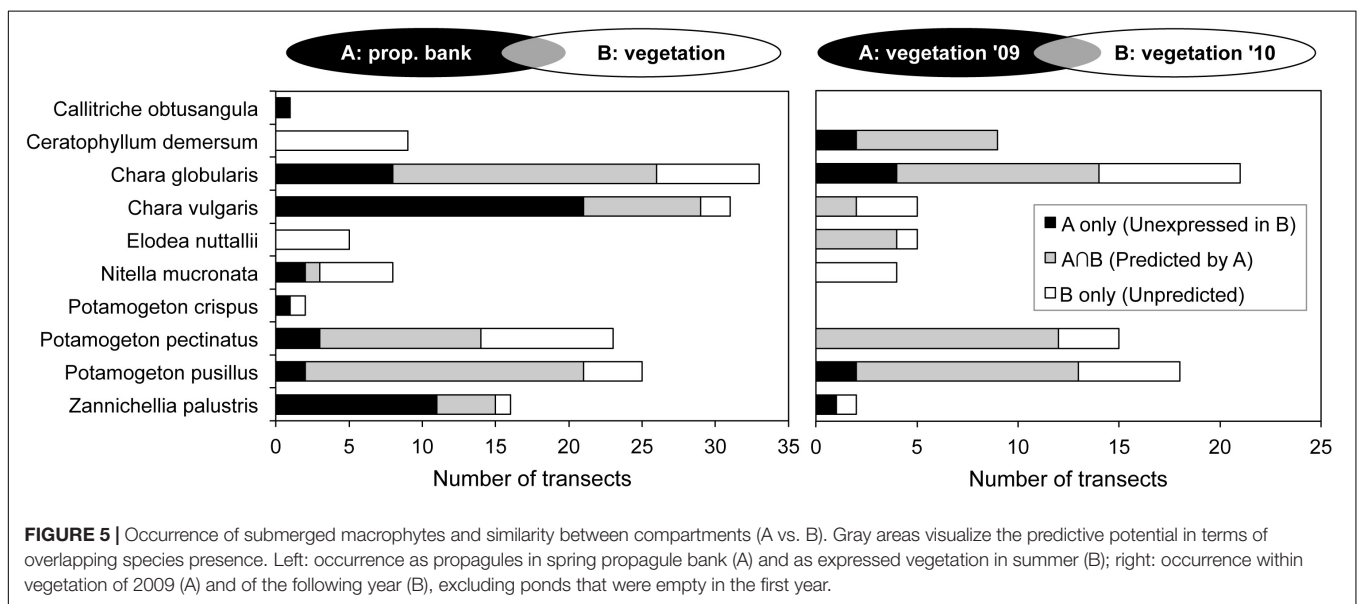 A: prop. bank
B: vegetation
A: vegetation '09
B: vegetation '10
Callitriche obtusangula
Ceratophyllum demersum
Chara globularis
Chara vulgaris
Elodea nuttallii
Nitella mucronata
Potamogeton crispus
Potamogeton pectinatus
Potamogeton pusillus
Zannichellia palustris
0 5 10 15 20 25 30 35
Number of transects
A only (Unexpressed in B)
A∩B (Predicted by A)
B only (Unpredicted)
0 5 10 15 20 25
Number of transects
FIGURE 5 | Occurrence of submerged macrophytes and similarity between compartments (A vs. B). Gray areas visualize the predictive potential in terms of
overlapping species presence. Left: occurrence as propagules in spring propagule bank (A) and as expressed vegetation in summer (B); right: occurrence within
vegetation of 2009 (A) and of the following year (B), excluding ponds that were empty in the first year.